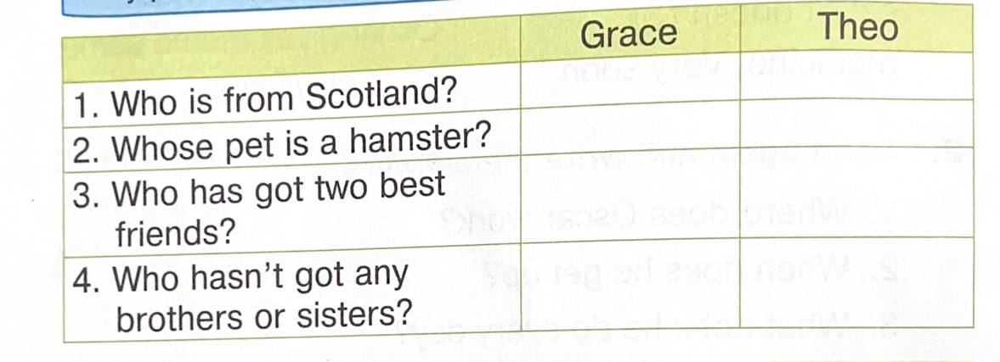 Grace Theo
1. Who is from Scotland?
2. Whose pet is a hamster?
3. Who has got two best
friends?
4. Who hasn't got any
brothers or sisters?